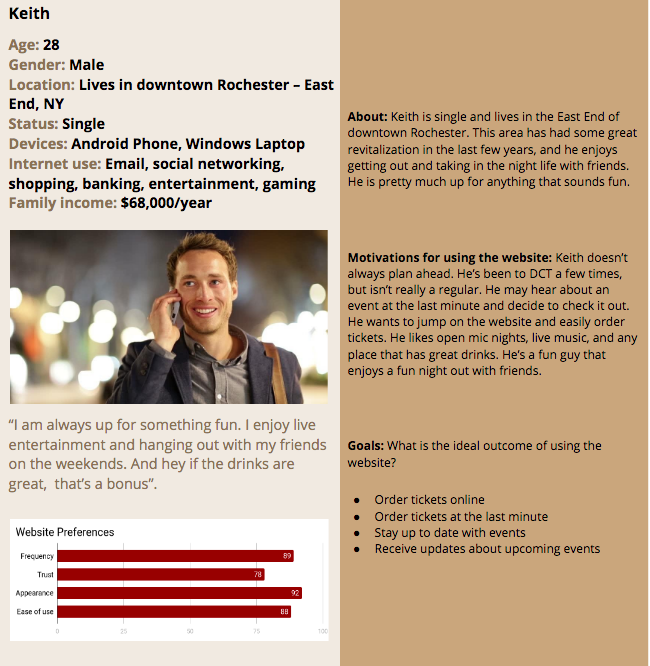 Keith
Age: 28
Gender: Male
Location: Lives in downtown Rochester – East
End, NY
Status: Single
Devices: Android Phone, Windows Laptop
Internet use: Email, social networking,
shopping, banking, entertainment, gaming
Family income: $68,000/year
“I am always up for something fun. I enjoy live
entertainment and hanging out with my friends
on the weekends. And hey if the drinks are
great,  that’s a bonus”.
Website Preferences
Frequency 89
Trust 78
Appearance 92
Ease of use 88
0 25 50 75 100
About: Keith is single and lives in the East End of
downtown Rochester. This area has had some great
revitalization in the last few years, and he enjoys
getting out and taking in the night life with friends.
He is pretty much up for anything that sounds fun.
Motivations for using the website: Keith doesn’t
always plan ahead. He’s been to DCT a few times,
but isn’t really a regular. He may hear about an
event at the last minute and decide to check it out.
He wants to jump on the website and easily order
tickets. He likes open mic nights, live music, and any
place that has great drinks. He’s a fun guy that
enjoys a fun night out with friends.
Goals: What is the ideal outcome of using the
website?
● Order tickets online
● Order tickets at the last minute
● Stay up to date with events
● Receive updates about upcoming events